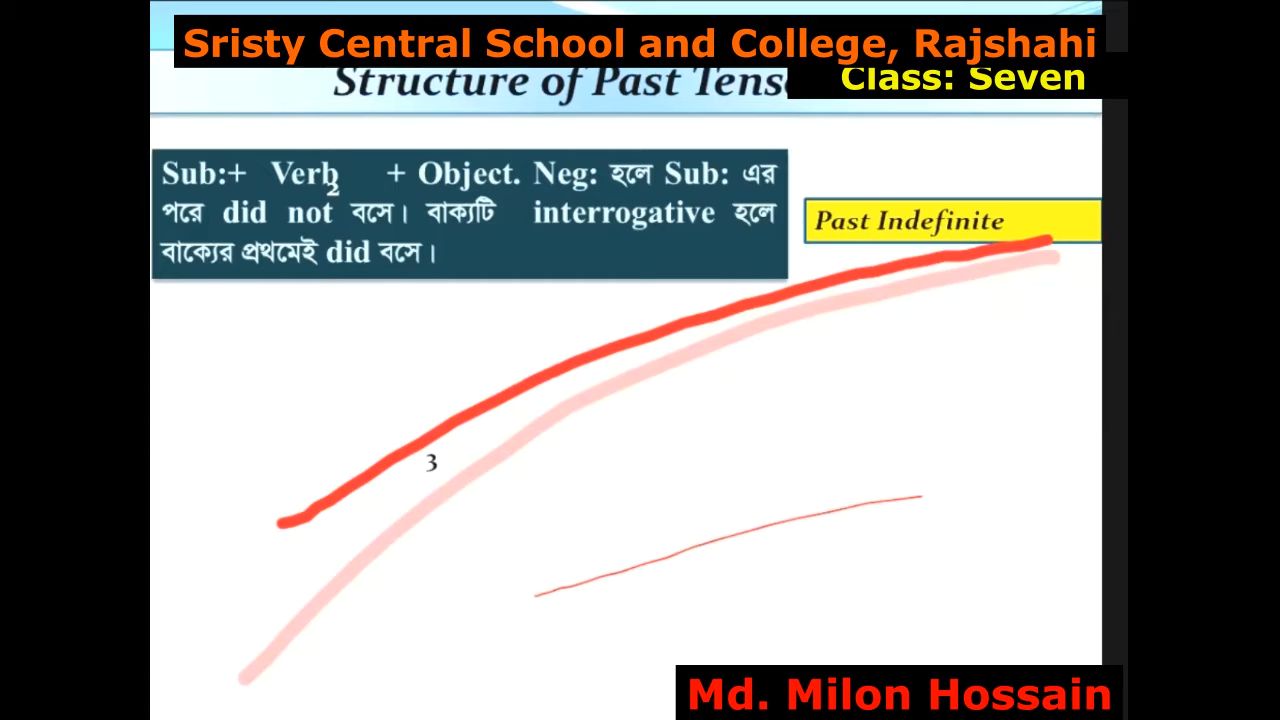 Sristy Central School and College, Rajshahi
Structure of Past Tens
Class: Seven
Sub:+ Verb2 + Object. Neg: হলে Sub: এর
পরে did not বসে। বাক্যটি interrogative হলে
বাক্যের প্রথমেই did বসে।
Past Indefinite
3
Md. Milon Hossain